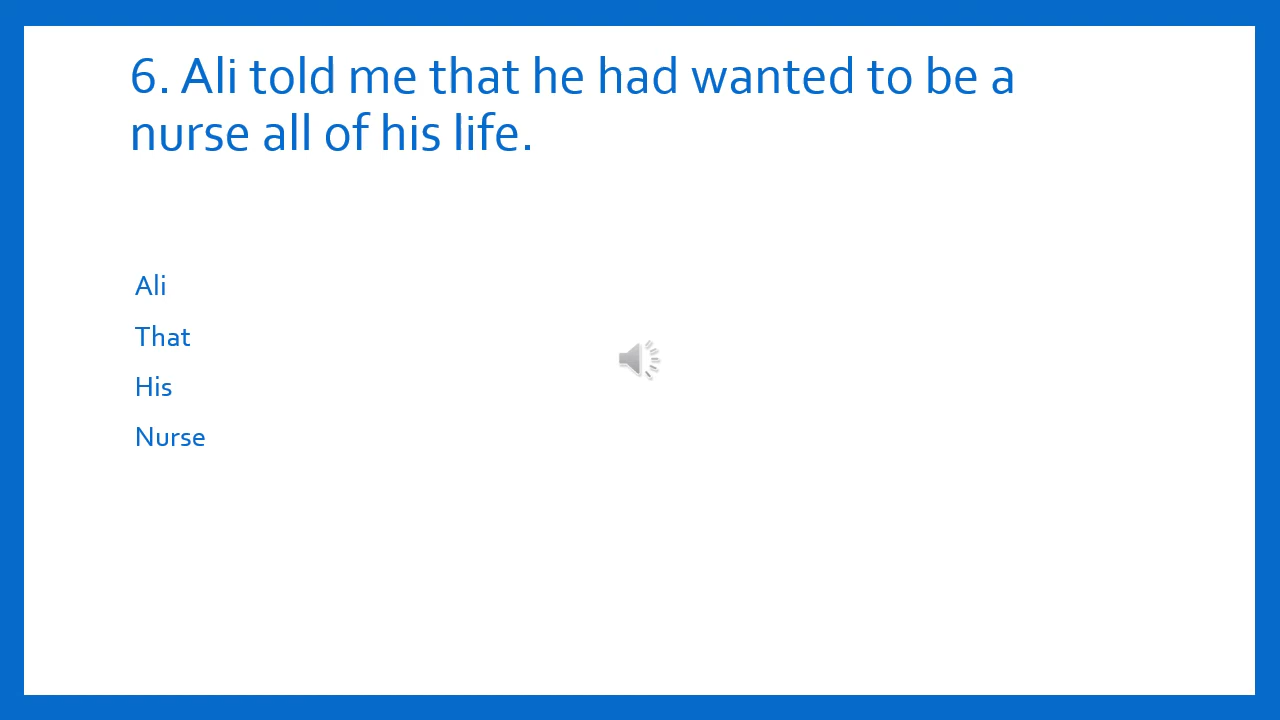 6. Ali told me that he had wanted to be a
nurse all of his life.
Ali
That
His
Nurse